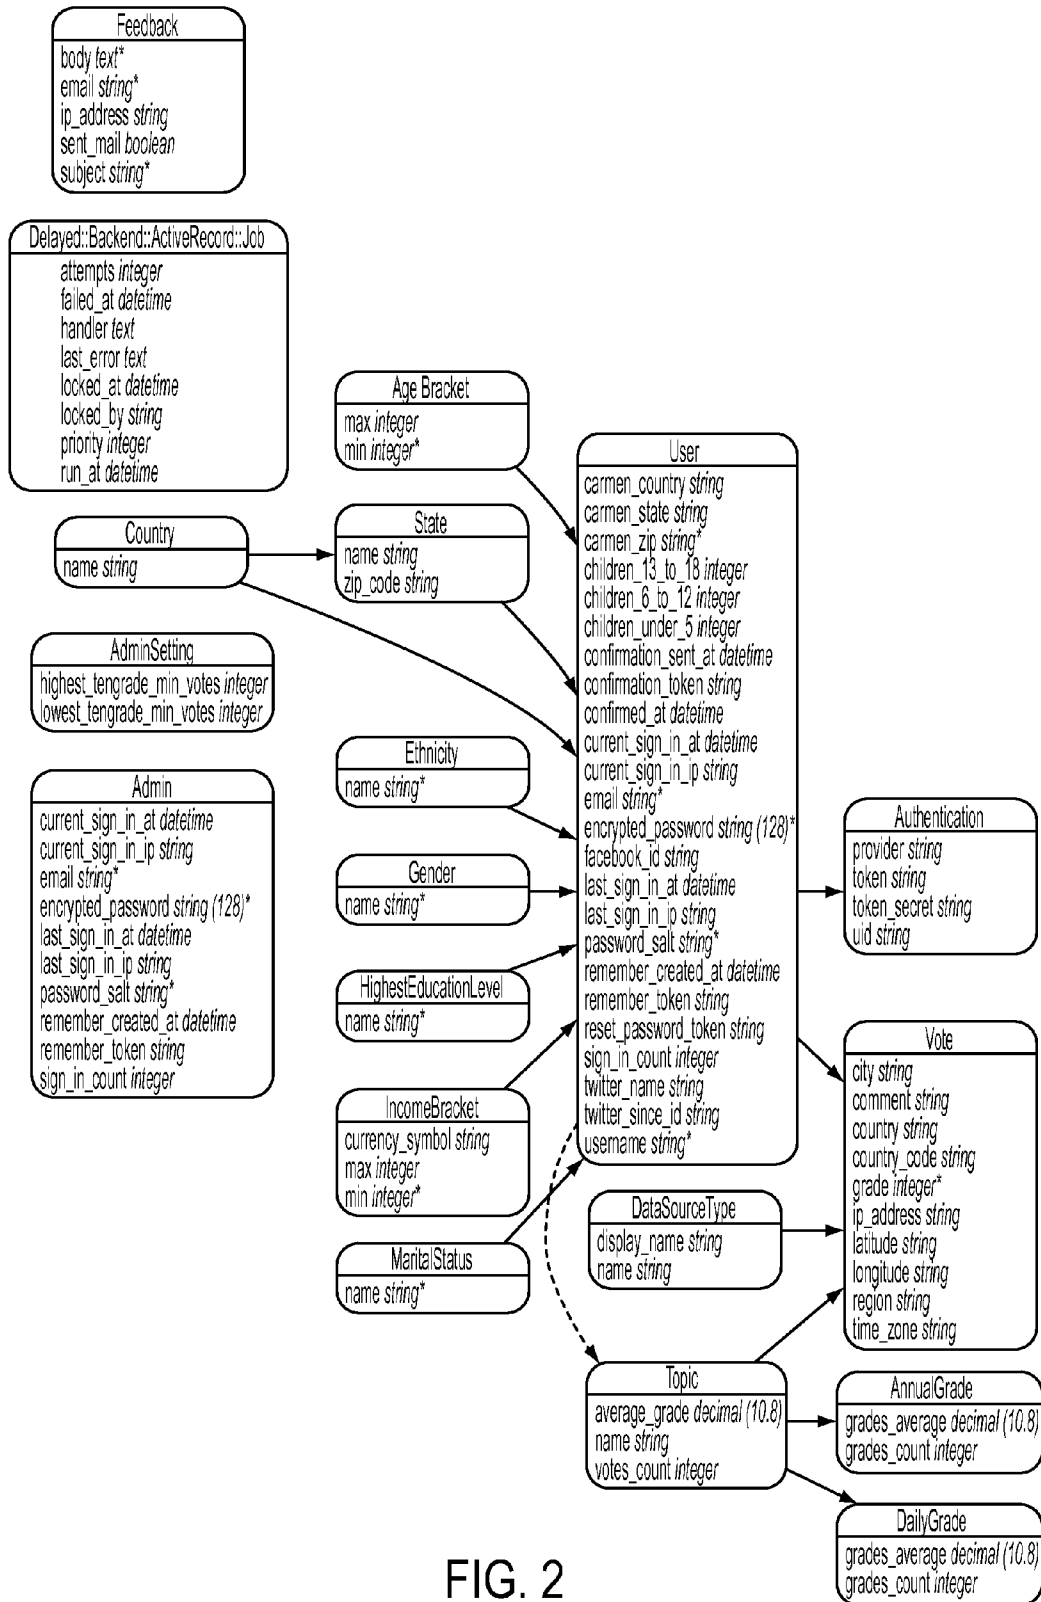 Feedback
body text*
email string*
ip_address string
sent_mail boolean
subject string*
Delayed::Backend::ActiveRecord::Job
attempts integer
failed_at datetime
handler text
last_error text
locked_at datetime
locked_by string
priority integer
run_at datetime
Country
name string
AdminSetting
highest_tengrade_min_votes integer
lowest_tengrade_min_votes integer
Admin
current_sign_in_at datetime
current_sign_in_ip string
email string*
encrypted_password string (128)*
last_sign_in_at datetime
last_sign_in_ip string
password_salt string*
remember_created_at datetime
remember_token string
sign_in_count integer
Age Bracket
max integer
min integer*
State
name string
zip_code string
Ethnicity
name string*
Gender
name string*
HighestEducationLevel
name string*
IncomeBracket
currency_symbol string
max integer
min integer*
MaritalStatus
name string*
User
carmen_country string
carmen_state string
carmen_zip string*
children_13_to_18 integer
children_6_to_12 integer
children_under_5 integer
confirmation_sent_at datetime
confirmation_token string
confirmed_at datetime
current_sign_in_at datetime
current_sign_in_ip string
email string*
encrypted_password string (128)*
facebook_id string
last_sign_in_at datetime
last_sign_in_ip string
password_salt string*
remember_created_at datetime
remember_token string
reset_password_token string
sign_in_count integer
twitter_name string
twitter_since_id string
username string*
DataSourceType
display_name string
name string
Topic
average_grade decimal (10.8)
name string
votes_count integer
Authentication
provider string
token string
token_secret string
uid string
Vote
city string
comment string
country string
country_code string
grade integer*
ip_address string
latitude string
longitude string
region string
time_zone string
AnnualGrade
grades_average decimal (10.8)
grades_count integer
DailyGrade
grades_average decimal (10.8)
grades_count integer
FIG. 2